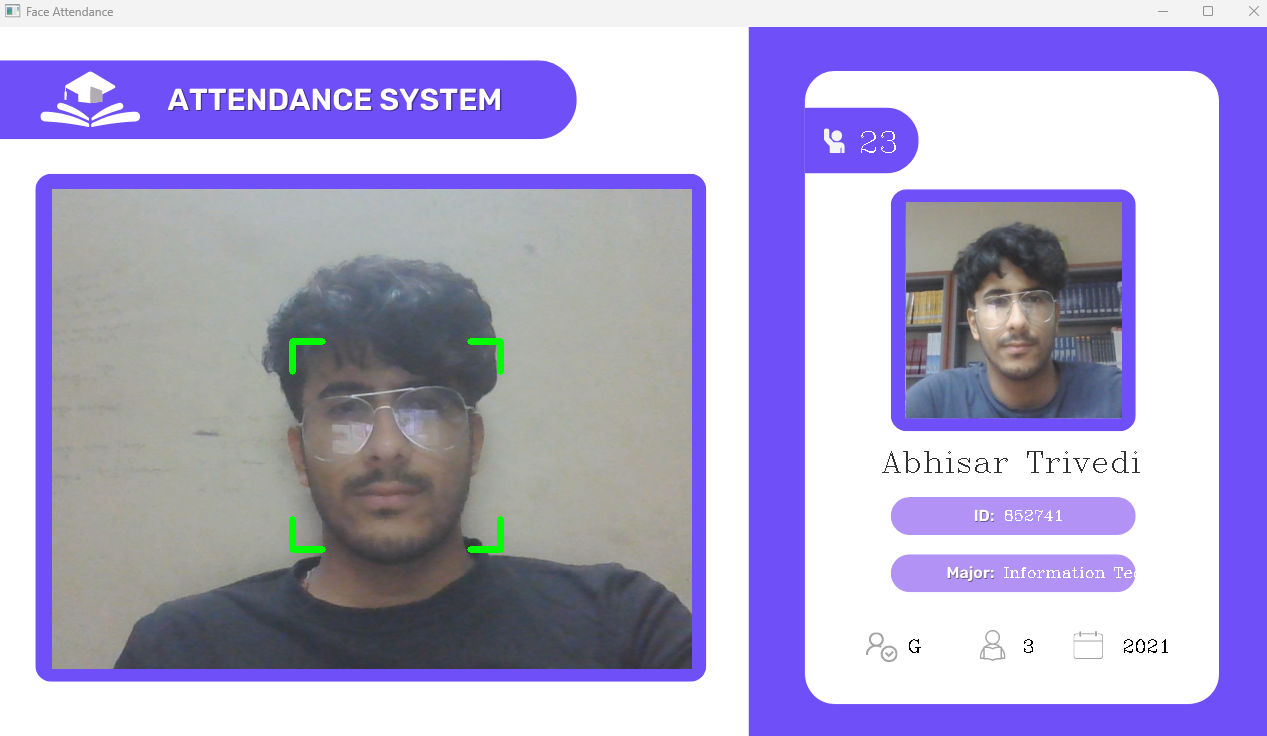 Face Attendance
ATTENDANCE SYSTEM
23
Abhisar Trivedi
ID: 852741
Major: Information Tec
G 3 2021